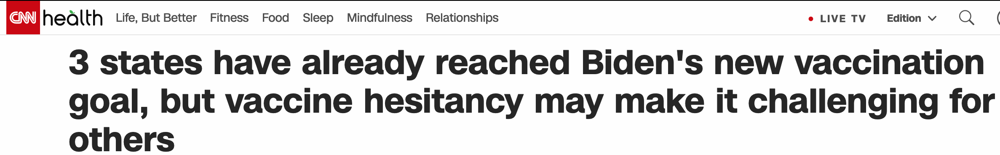 CNN health Life, But Better Fitness Food Sleep Mindfulness Relationships LIVE TV Edition
3 states have already reached Biden's new vaccination
goal, but vaccine hesitancy may make it challenging for
others